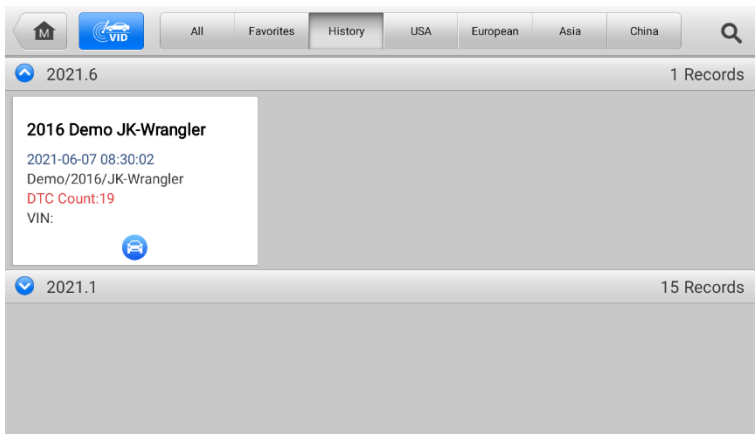 M VID All Favorites History USA European Asia China
2021.6 1 Records
2016 Demo JK-Wrangler
2021-06-07 08:30:02
Demo/2016/JK-Wrangler
DTC Count:19
VIN:
2021.1 15 Records